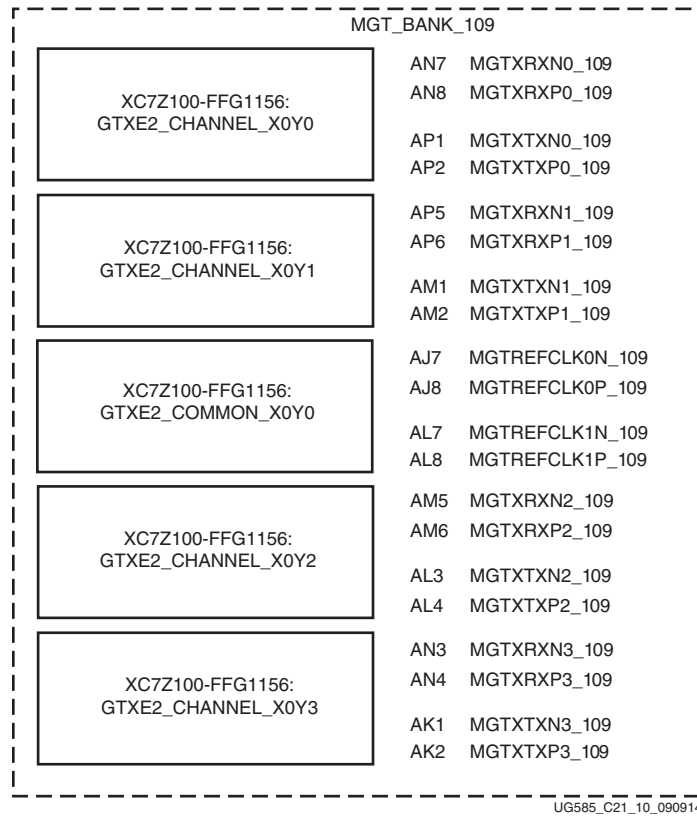 MGT_BANK_109
XC7Z100-FFG1156:
GTXE2_CHANNEL_X0Y0
AN7 MGTXRXN0_109
AN8 MGTXRXP0_109
AP1 MGTXTXN0_109
AP2 MGTXTXP0_109
XC7Z100-FFG1156:
GTXE2_CHANNEL_X0Y1
AP5 MGTXRXN1_109
AP6 MGTXRXP1_109
AM1 MGTXTXN1_109
AM2 MGTXTXP1_109
XC7Z100-FFG1156:
GTXE2_COMMON_X0Y0
AJ7 MGTREFCLK0N_109
AJ8 MGTREFCLK0P_109
AL7 MGTREFCLK1N_109
AL8 MGTREFCLK1P_109
XC7Z100-FFG1156:
GTXE2_CHANNEL_X0Y2
AM5 MGTXRXN2_109
AM6 MGTXRXP2_109
AL3 MGTXTXN2_109
AL4 MGTXTXP2_109
XC7Z100-FFG1156:
GTXE2_CHANNEL_X0Y3
AN3 MGTXRXN3_109
AN4 MGTXRXP3_109
AK1 MGTXTXN3_109
AK2 MGTXTXP3_109
UG585_C21_10_090914